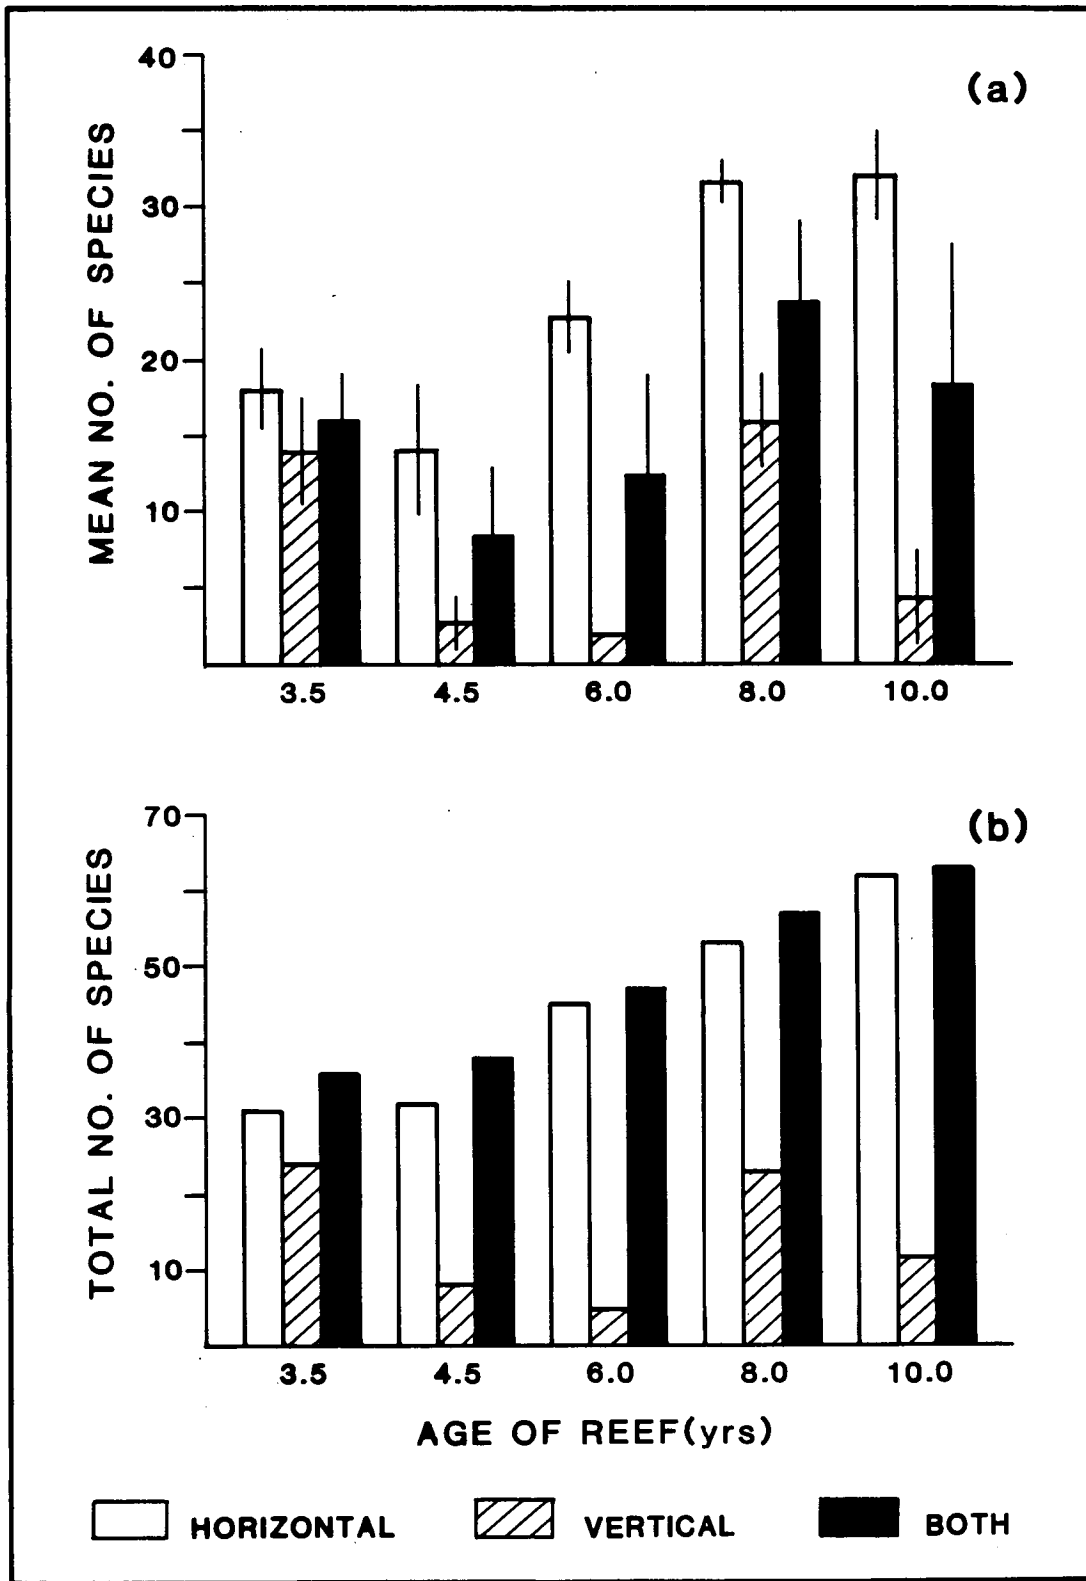 (a)
MEAN NO. OF SPECIES
40
30
20
10
3.5 4.5 6.0 8.0 10.0
(b)
TOTAL NO. OF SPECIES
70
50
30
10
3.5 4.5 6.0 8.0 10.0
AGE OF REEF(yrs)
HORIZONTAL VERTICAL BOTH